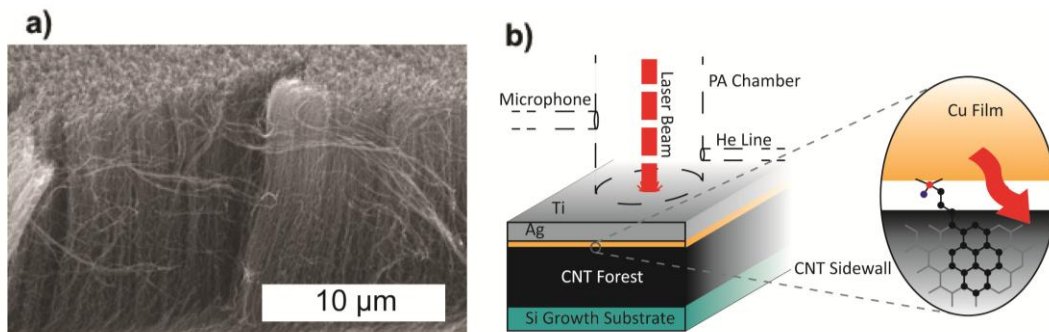 a)
10 µm
b)
Microphone
Laser Beam
PA Chamber
He Line
Ti
Ag
CNT Forest
Si Growth Substrate
CNT Sidewall
Cu Film